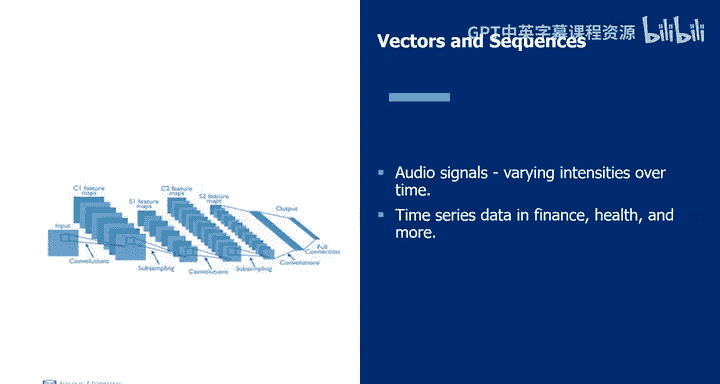 GPT中英字幕课程资源
bilibili
Vectors and Sequences
Audio signals - varying intensities over
time.
Time series data in finance, health, and
more.
C1 feature
maps
S1 feature
maps
C2 feature
maps
S2 feature
maps
Output
Input
Full
Connection
Convolutions
Subsampling
Convolutions
Subsampling
Convolutions